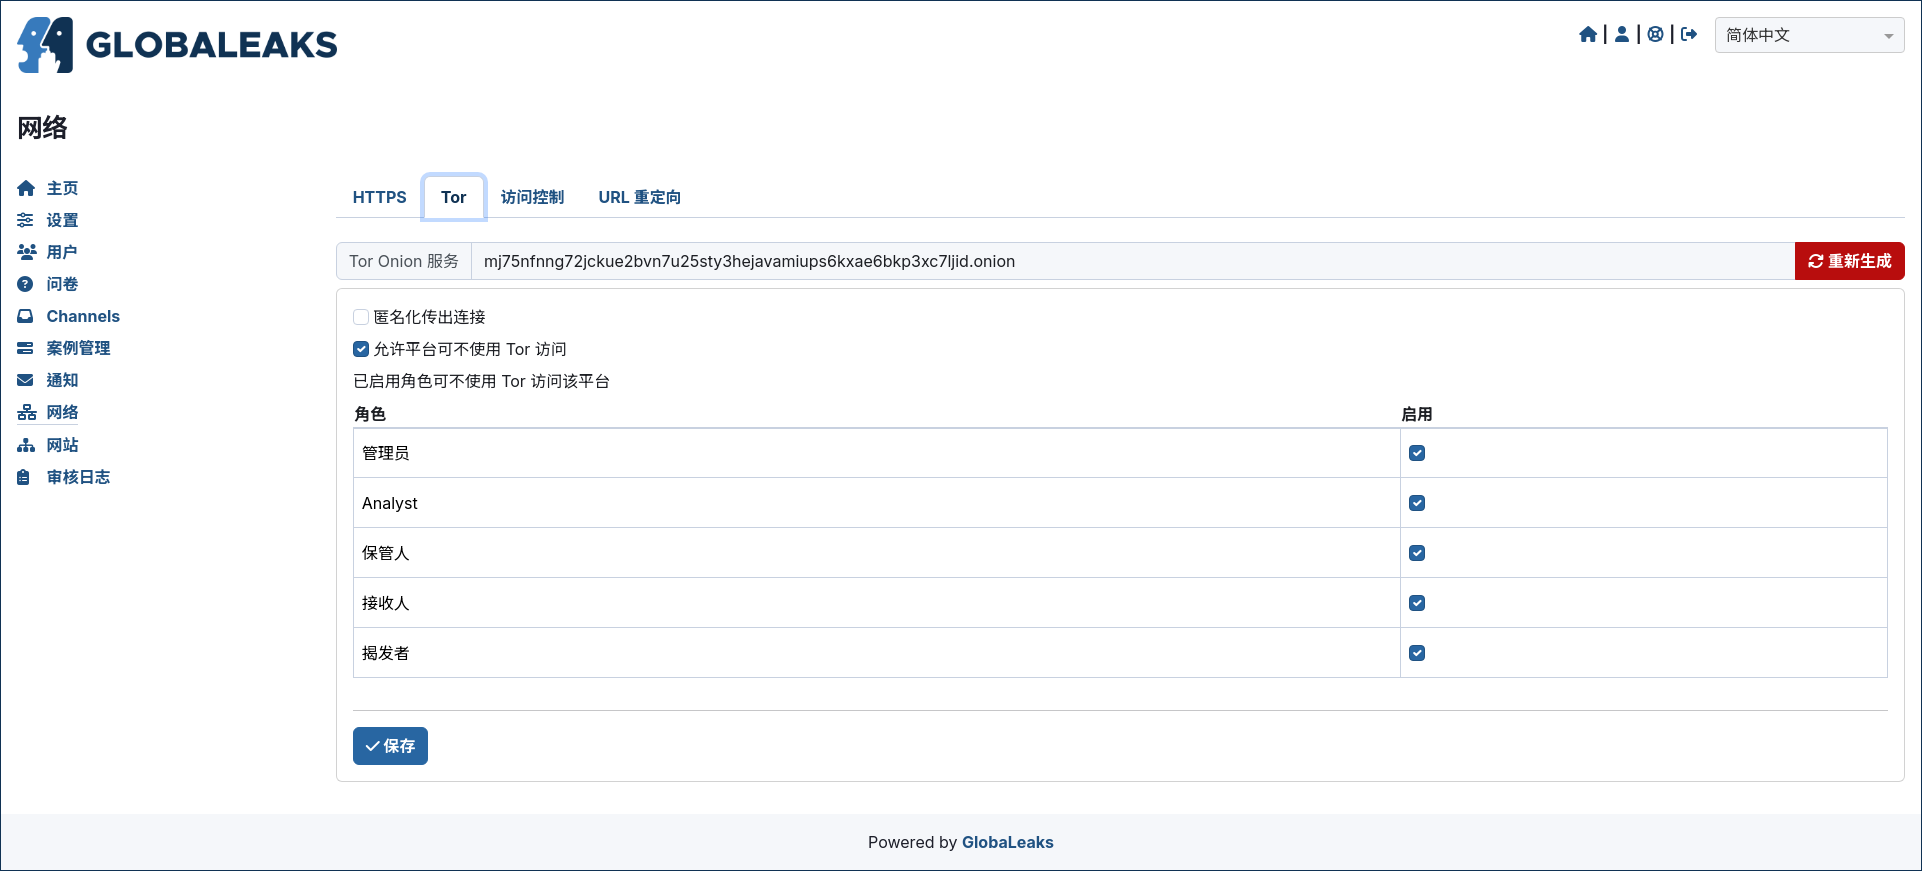 GLOBALEAKS
简体中文
网络
主页
设置
用户
问卷
Channels
案例管理
通知
网络
网站
审核日志
HTTPS Tor 访问控制 URL 重定向
Tor Onion 服务 mj75nfnng72jckue2bvn7u25sty3hejavamiups6kxae6bkp3xc7ljid.onion 重新生成
匿名化传出连接
允许平台可不使用 Tor 访问
已启用角色可不使用 Tor 访问该平台
角色 启用
管理员
Analyst
保管人
接收人
揭发者
保存
Powered by GlobaLeaks